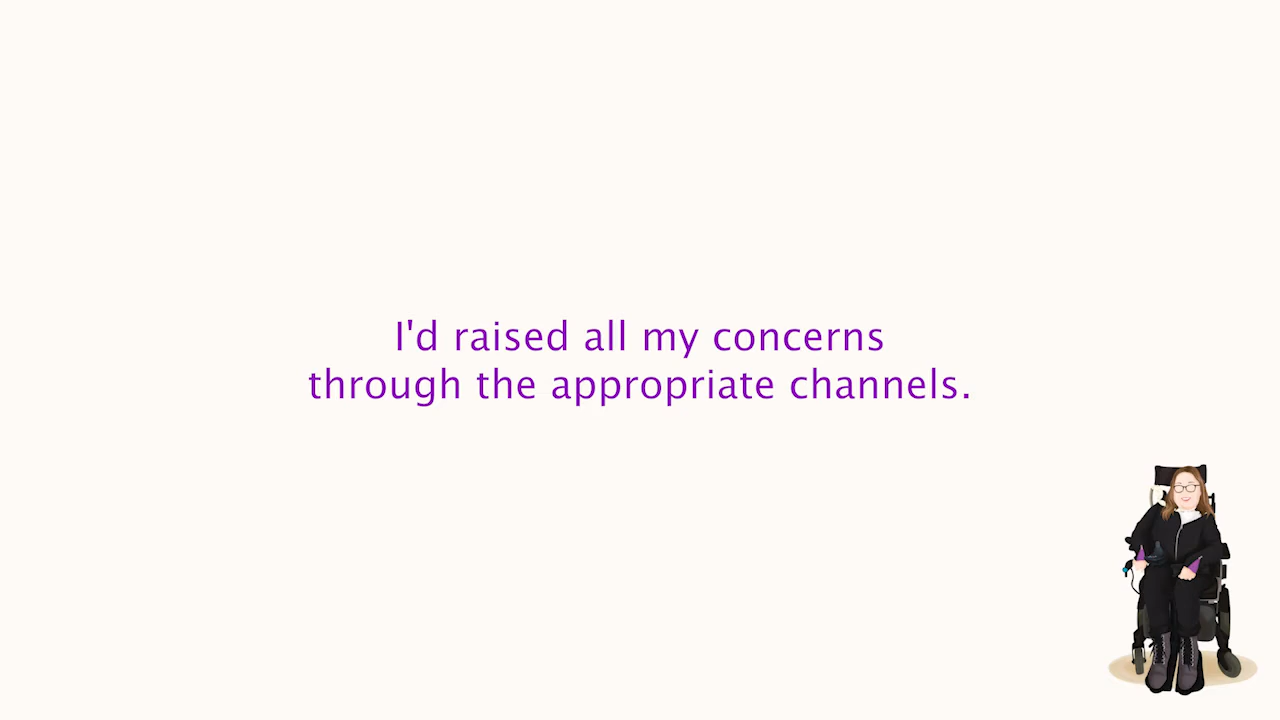 I'd raised all my concerns
through the appropriate channels.